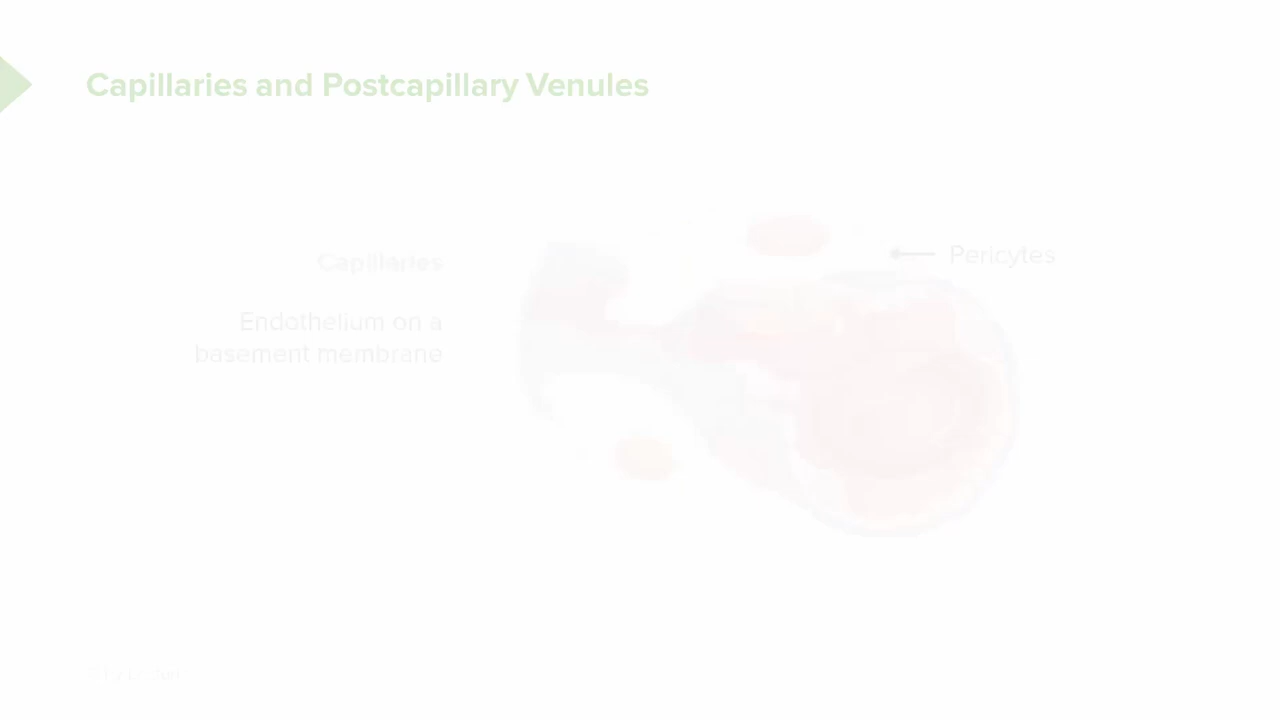 Capillaries and Postcapillary Venules
Capillaries
Pericytes
Endothelium on a
basement membrane